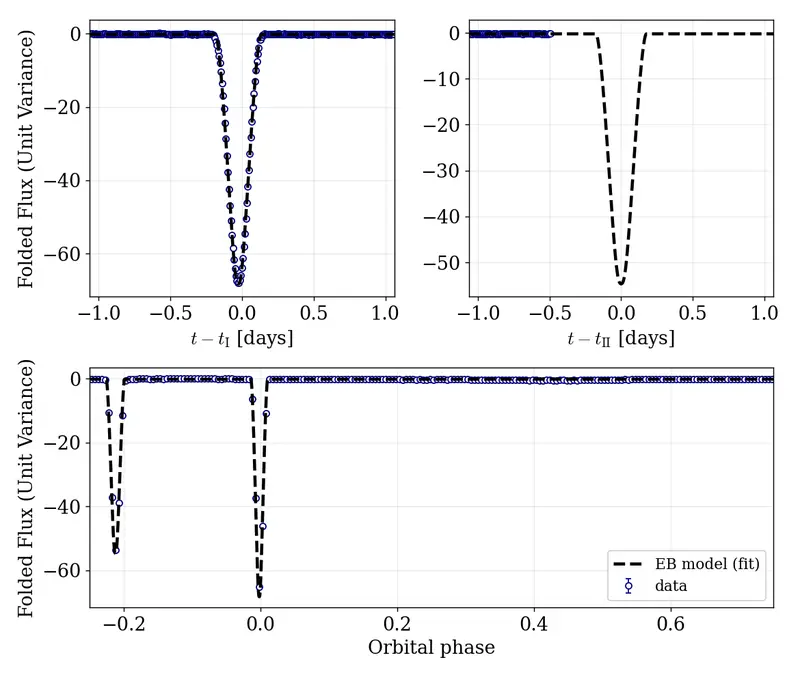 Folded Flux (Unit Variance)
0
−20
−40
−60
−1.0 −0.5 0.0 0.5 1.0
t − tI [days]
0
−10
−20
−30
−40
−50
−1.0 −0.5 0.0 0.5 1.0
t − tII [days]
Folded Flux (Unit Variance)
0
−20
−40
−60
−0.2 0.0 0.2 0.4 0.6
Orbital phase
EB model (fit)
data